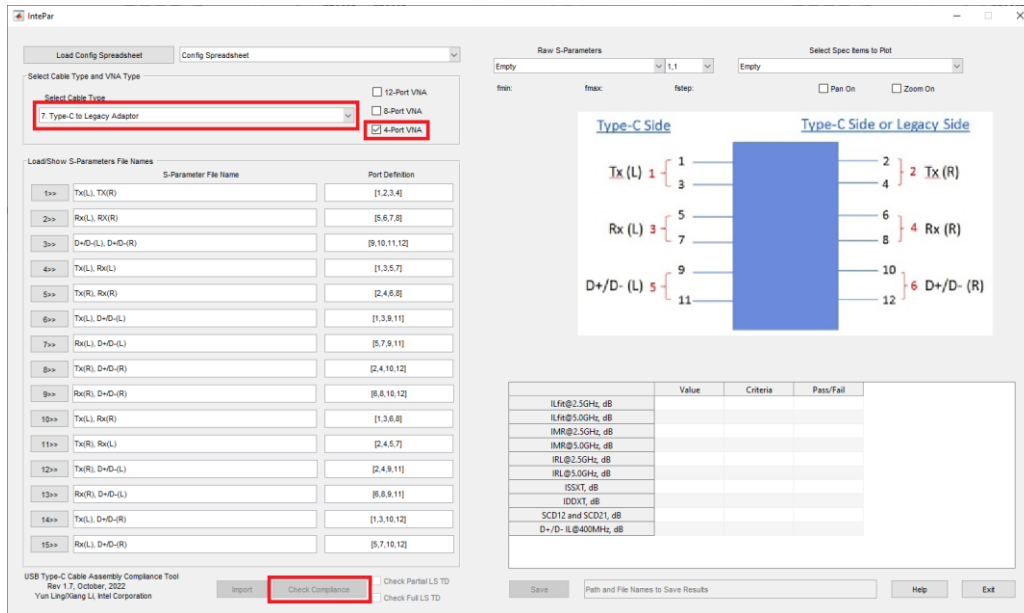 IntePar
Load Config Spreadsheet
Config Spreadsheet
Select Cable Type and VNA Type
Select Cable Type
7. Type-C to Legacy Adaptor
12-Port VNA
8-Port VNA
4-Port VNA
Load/Show S-Parameters File Names
S-Parameter File Name Port Definition
1>> Tx(L), TX(R) [1,2,3,4]
2>> Rx(L), RX(R) [5,6,7,8]
3>> D+/D-(L), D+/D-(R) [9,10,11,12]
4>> Tx(L), Rx(L) [1,3,5,7]
5>> Tx(R), Rx(R) [2,4,6,8]
6>> Tx(L), D+/D-(L) [1,3,9,11]
7>> Rx(L), D+/D-(L) [5,7,9,11]
8>> Tx(R), D+/D-(R) [2,4,10,12]
9>> Rx(R), D+/D-(R) [6,8,10,12]
10>> Tx(L), Rx(R) [1,3,6,8]
11>> Tx(R), Rx(L) [2,4,5,7]
12>> Tx(R), D+/D-(L) [2,4,9,11]
13>> Rx(R), D+/D-(L) [6,8,9,11]
14>> Tx(L), D+/D-(R) [1,3,10,12]
15>> Rx(L), D+/D-(R) [5,7,10,12]
USB Type-C Cable Assembly Compliance Tool
Rev 1.7, October, 2022
Yun Ling/Xiang Li, Intel Corporation
Import
Check Compliance
Check Partial LS TD
Check Full LS TD
Raw S-Parameters
Empty
1,1
Select Spec Items to Plot
Empty
fmin: fmax: fstep:
Pan On
Zoom On
Type-C Side
Type-C Side or Legacy Side
Tx (L) 1
1
3
2
4
2 Tx (R)
Rx (L) 3
5
7
6
8
4 Rx (R)
D+/D- (L) 5
9
11
10
12
6 D+/D- (R)
Value Criteria Pass/Fail
ILfit@2.5GHz, dB
ILfit@5.0GHz, dB
IMR@2.5GHz, dB
IMR@5.0GHz, dB
IRL@2.5GHz, dB
IRL@5.0GHz, dB
ISSXT, dB
IDDXT, dB
SCD12 and SCD21, dB
D+/D- IL@400MHz, dB
Save
Path and File Names to Save Results
Help
Exit